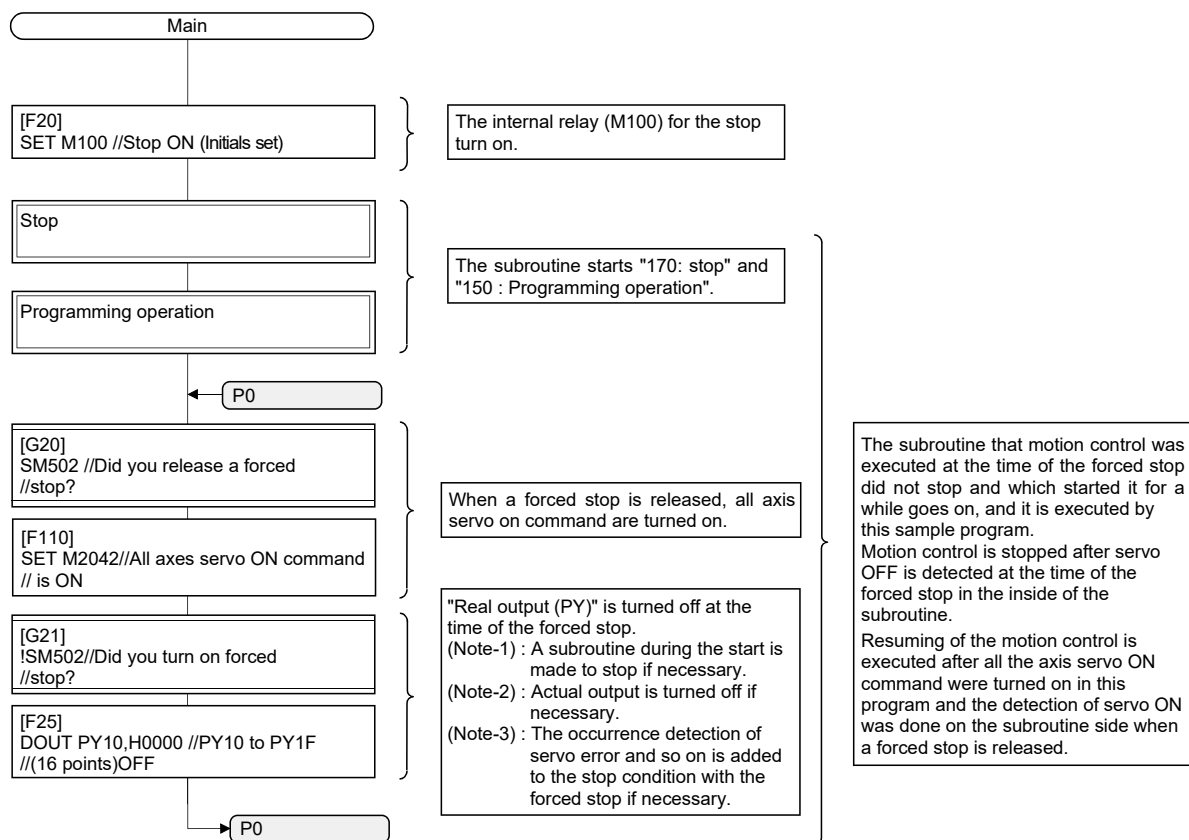 Main
[F20]
SET M100 //Stop ON (Initials set)
The internal relay (M100) for the stop
turn on.
Stop
Programming operation
The subroutine starts "170: stop" and
"150 : Programming operation".
P0
[G20]
SM502 //Did you release a forced
//stop?
[F110]
SET M2042//All axes servo ON command
// is ON
When a forced stop is released, all axis
servo on command are turned on.
[G21]
!SM502//Did you turn on forced
//stop?
[F25]
DOUT PY10,H0000 //PY10 to PY1F
//(16 points)OFF
"Real output (PY)" is turned off at the
time of the forced stop.
(Note-1) : A subroutine during the start is
made to stop if necessary.
(Note-2) : Actual output is turned off if
necessary.
(Note-3) : The occurrence detection of
servo error and so on is added
to the stop condition with the
forced stop if necessary.
P0
The subroutine that motion control was
executed at the time of the forced stop
did not stop and which started it for a
while goes on, and it is executed by
this sample program.
Motion control is stopped after servo
OFF is detected at the time of the
forced stop in the inside of the
subroutine.
Resuming of the motion control is
executed after all the axis servo ON
command were turned on in this
program and the detection of servo ON
was done on the subroutine side when
a forced stop is released.